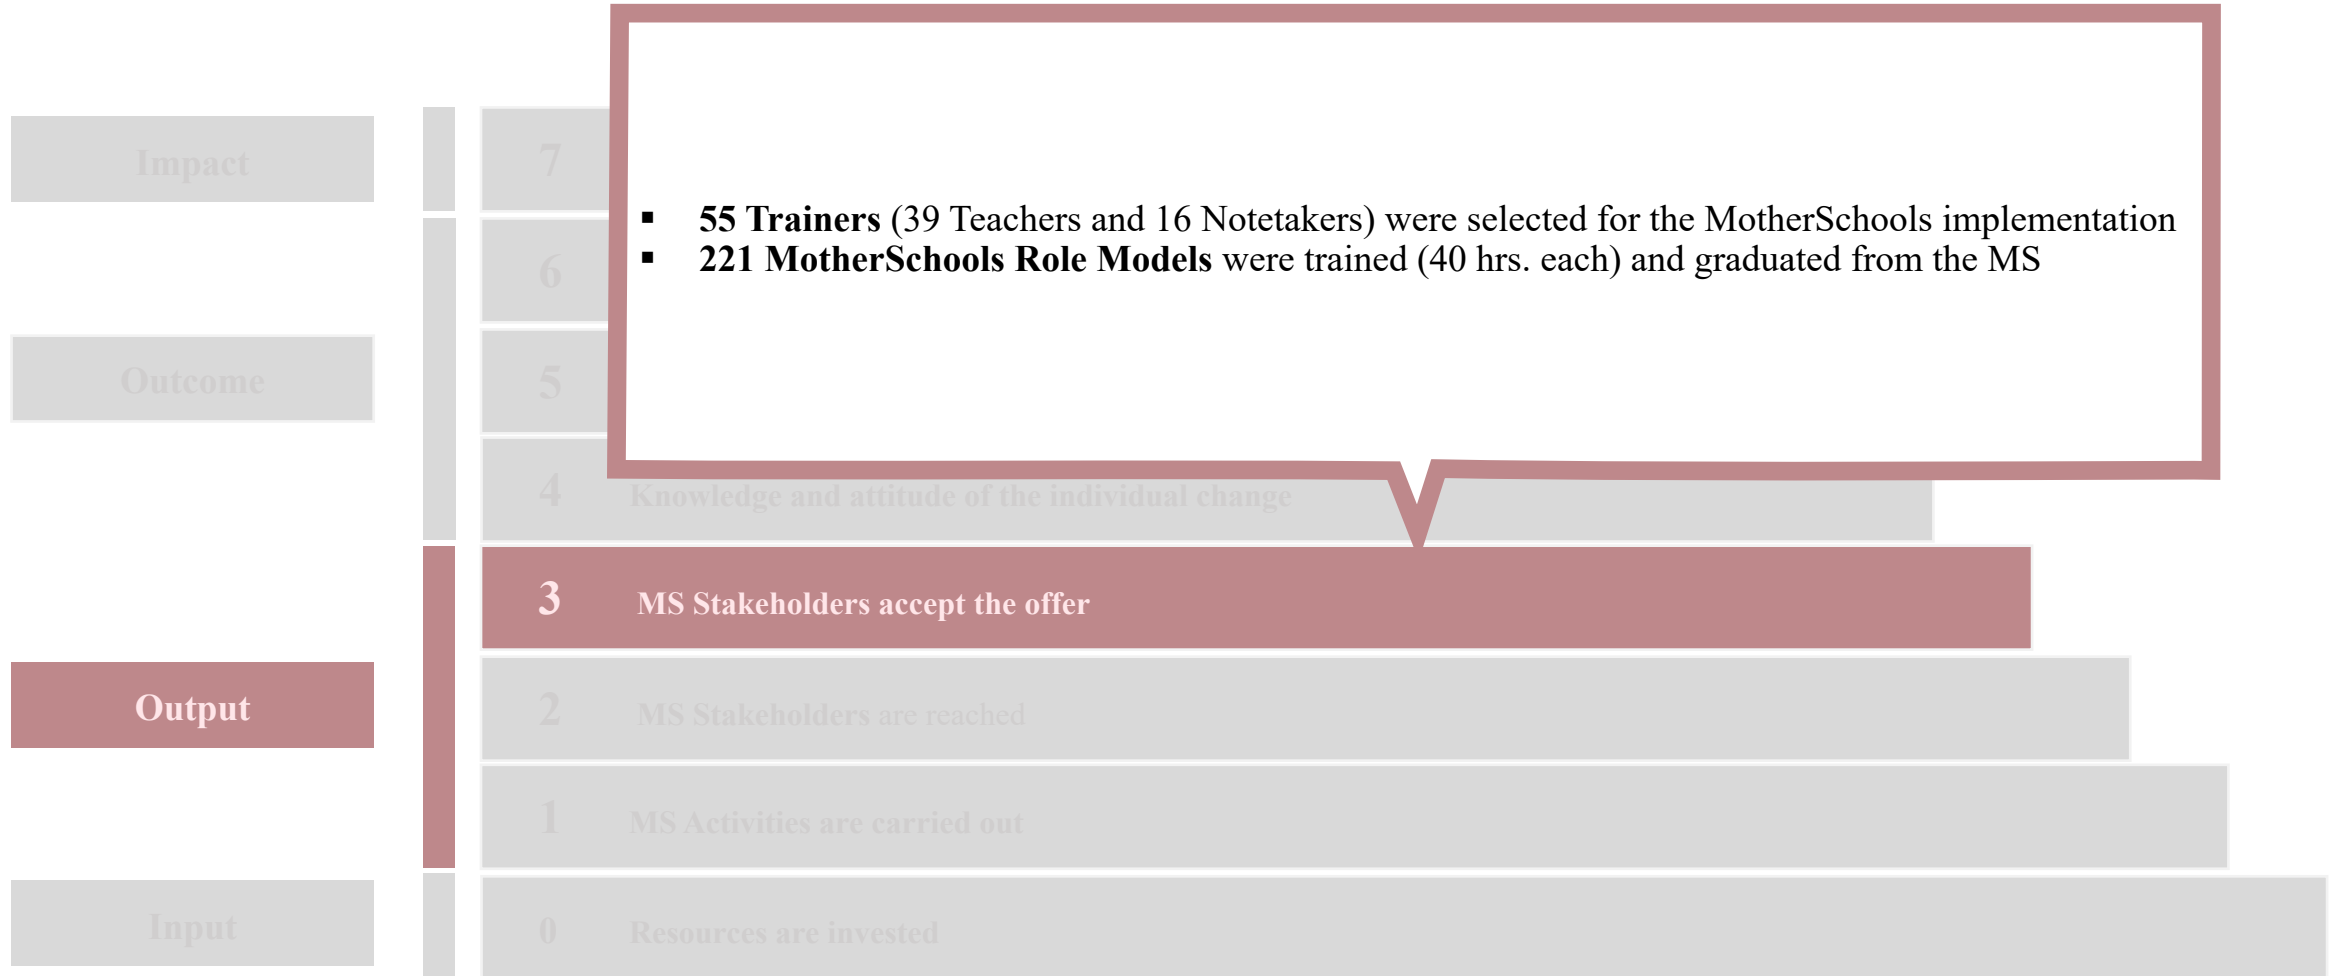 ▪ 55 Trainers (39 Teachers and 16 Notetakers) were selected for the MotherSchools implementation
▪ 221 MotherSchools Role Models were trained (40 hrs. each) and graduated from the MS
Impact
7
6
Outcome
5
4 Knowledge and attitude of the individual change
3 MS Stakeholders accept the offer
Output
2 MS Stakeholders are reached
1 MS Activities are carried out
Input
0 Resources are invested